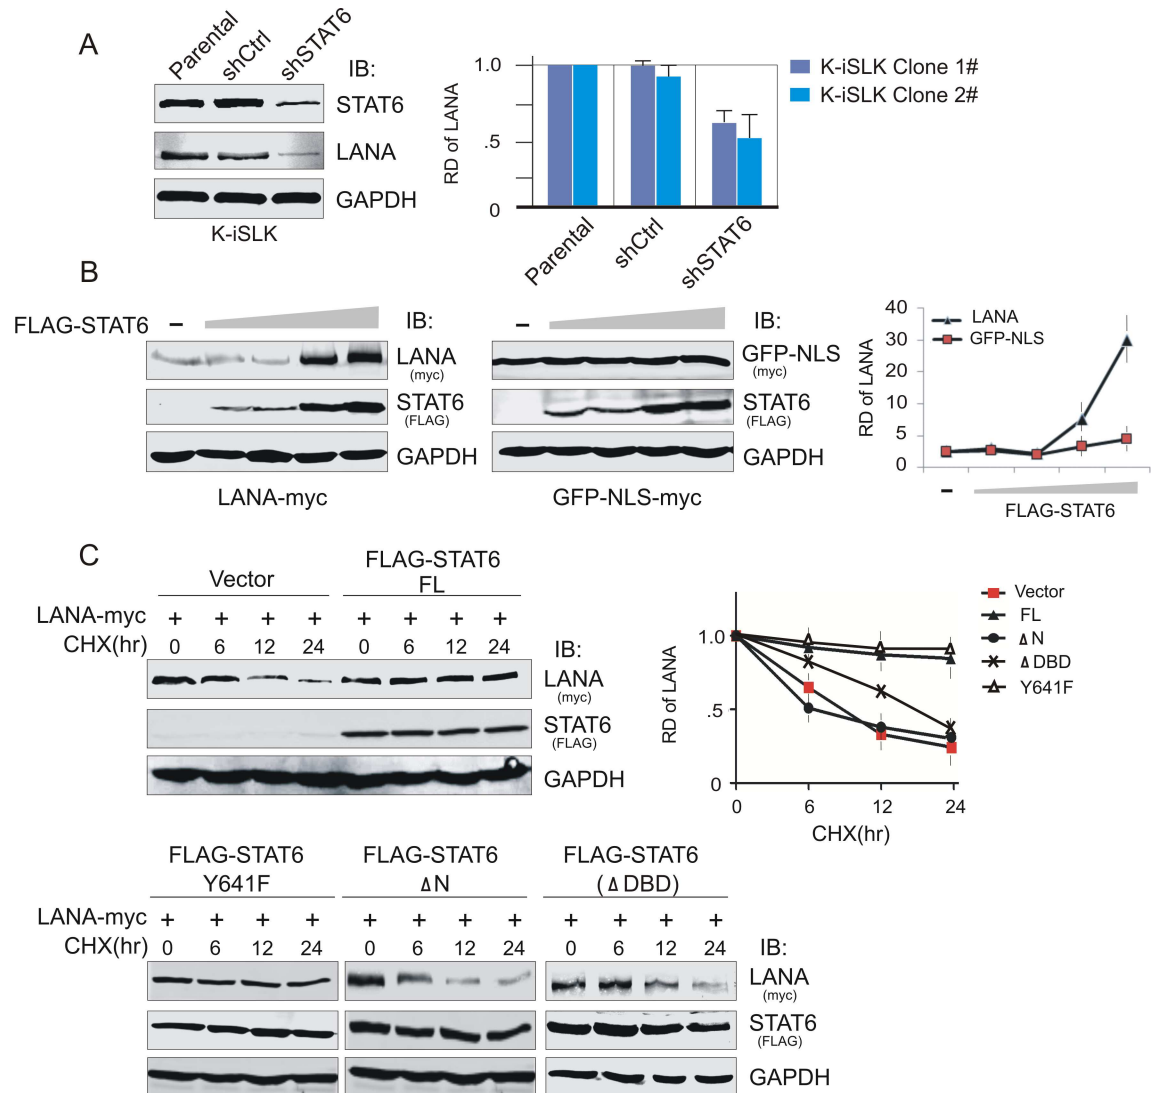 A
Parental shCtrl shSTAT6 IB:
STAT6
LANA
GAPDH
K-iSLK
RD of LANA
1.0
.5
0
Parental shCtrl shSTAT6
K-iSLK Clone 1#
K-iSLK Clone 2#
B
FLAG-STAT6 – IB:
LANA
(myc)
STAT6
(FLAG)
GAPDH
LANA-myc
– IB:
GFP-NLS
(myc)
STAT6
(FLAG)
GAPDH
GFP-NLS-myc
RD of LANA
40
30
20
10
5
0
LANA
GFP-NLS
–
FLAG-STAT6
C
Vector
FLAG-STAT6
FL
LANA-myc + + + + + + + +
CHX(hr) 0 6 12 24 0 6 12 24 IB:
LANA
(myc)
STAT6
(FLAG)
GAPDH
RD of LANA
1.0
.5
0
0 6 12 24
CHX(hr)
Vector
FL
ΔN
ΔDBD
Y641F
FLAG-STAT6 FLAG-STAT6 FLAG-STAT6
Y641F ΔN (ΔDBD)
LANA-myc + + + + + + + + + + + +
CHX(hr) 0 6 12 24 0 6 12 24 0 6 12 24 IB:
LANA
(myc)
STAT6
(FLAG)
GAPDH